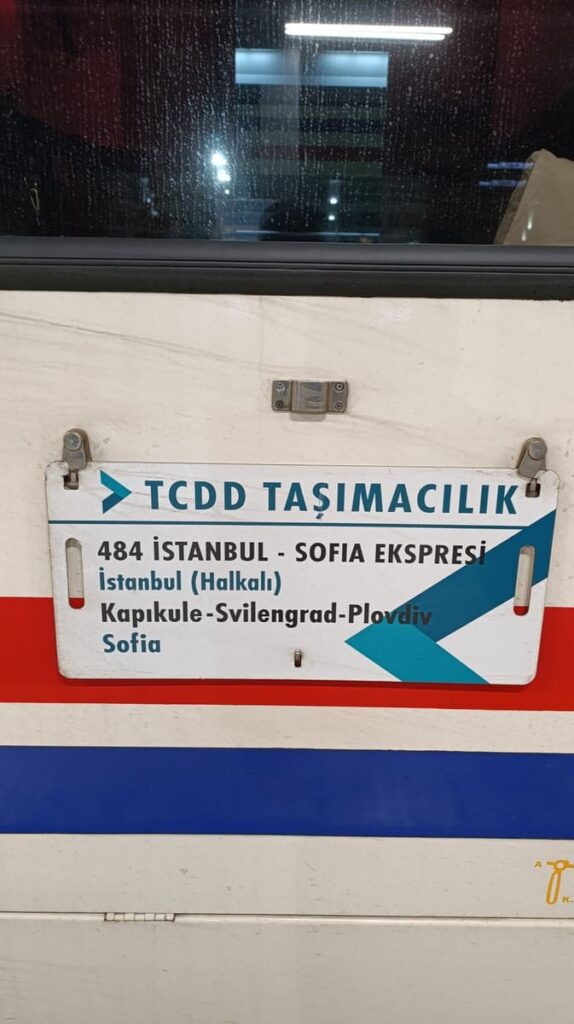 TCDD TAŞIMACILIK
484 İSTANBUL - SOFIA EKSPRESİ
İstanbul (Halkalı)
Kapıkule-Svilengrad-Plovdiv
Sofia
A
K.